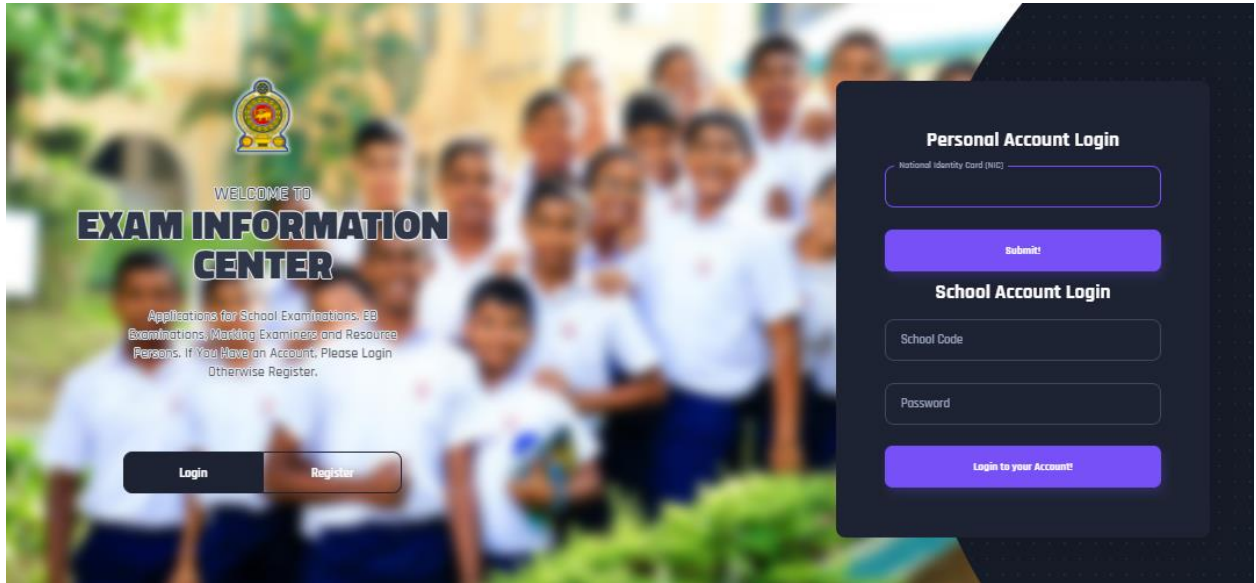 WELCOME TO
EXAM INFORMATION
CENTER
Applications for School Examinations, EB
Examinations, Marking Examiners and Resource
Persons. If You Have an Account, Please Login
Otherwise Register.
Login
Register
Personal Account Login
National Identity Card (NIC)
Submit!
School Account Login
School Code
Password
Login to your Account!